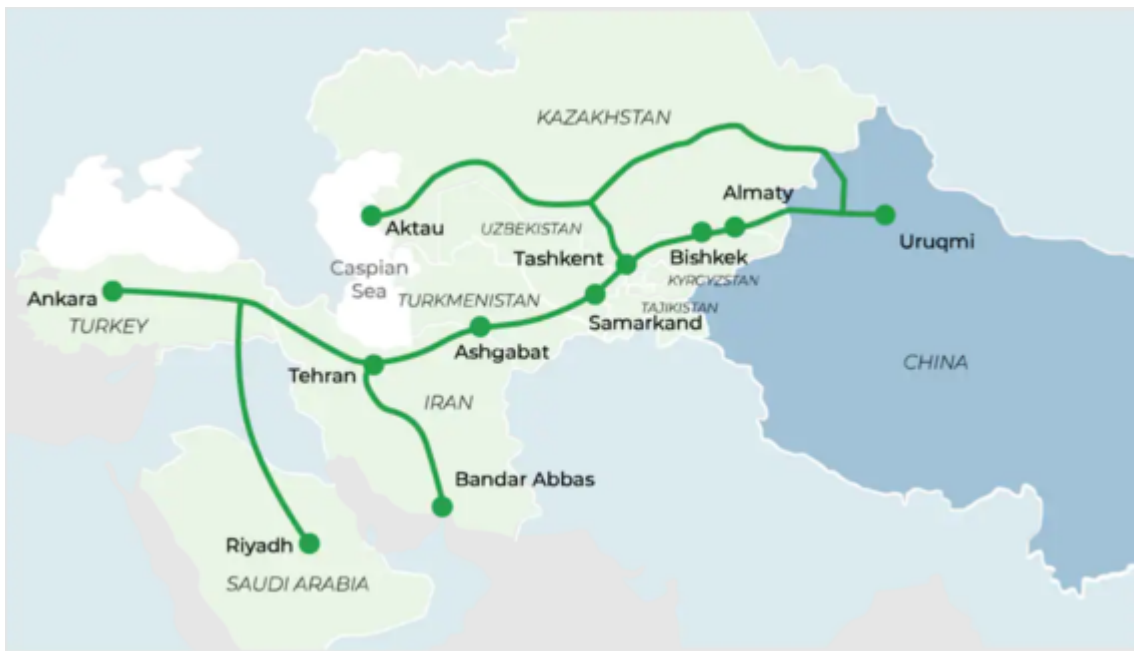 KAZAKHSTAN
Almaty
Aktau
UZBEKISTAN
Uruqmi
Tashkent
Bishkek
Caspian
Sea
KYRGYZSTAN
Ankara
TURKMENISTAN
TAJIKISTAN
TURKEY
Samarkand
Ashgabat
CHINA
Tehran
IRAN
Bandar Abbas
Riyadh
SAUDI ARABIA